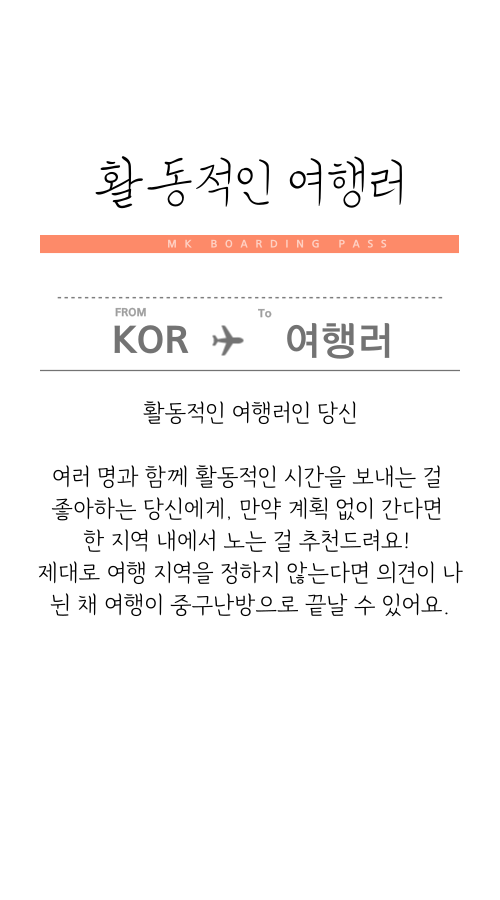 활동적인 여행러
MK BOARDING PASS
FROM To
KOR 여행러
활동적인 여행러인 당신
여러 명과 함께 활동적인 시간을 보내는 걸
좋아하는 당신에게, 만약 계획 없이 간다면
한 지역 내에서 노는 걸 추천드려요!
제대로 여행 지역을 정하지 않는다면 의견이 나
뉜 채 여행이 중구난방으로 끝날 수 있어요.